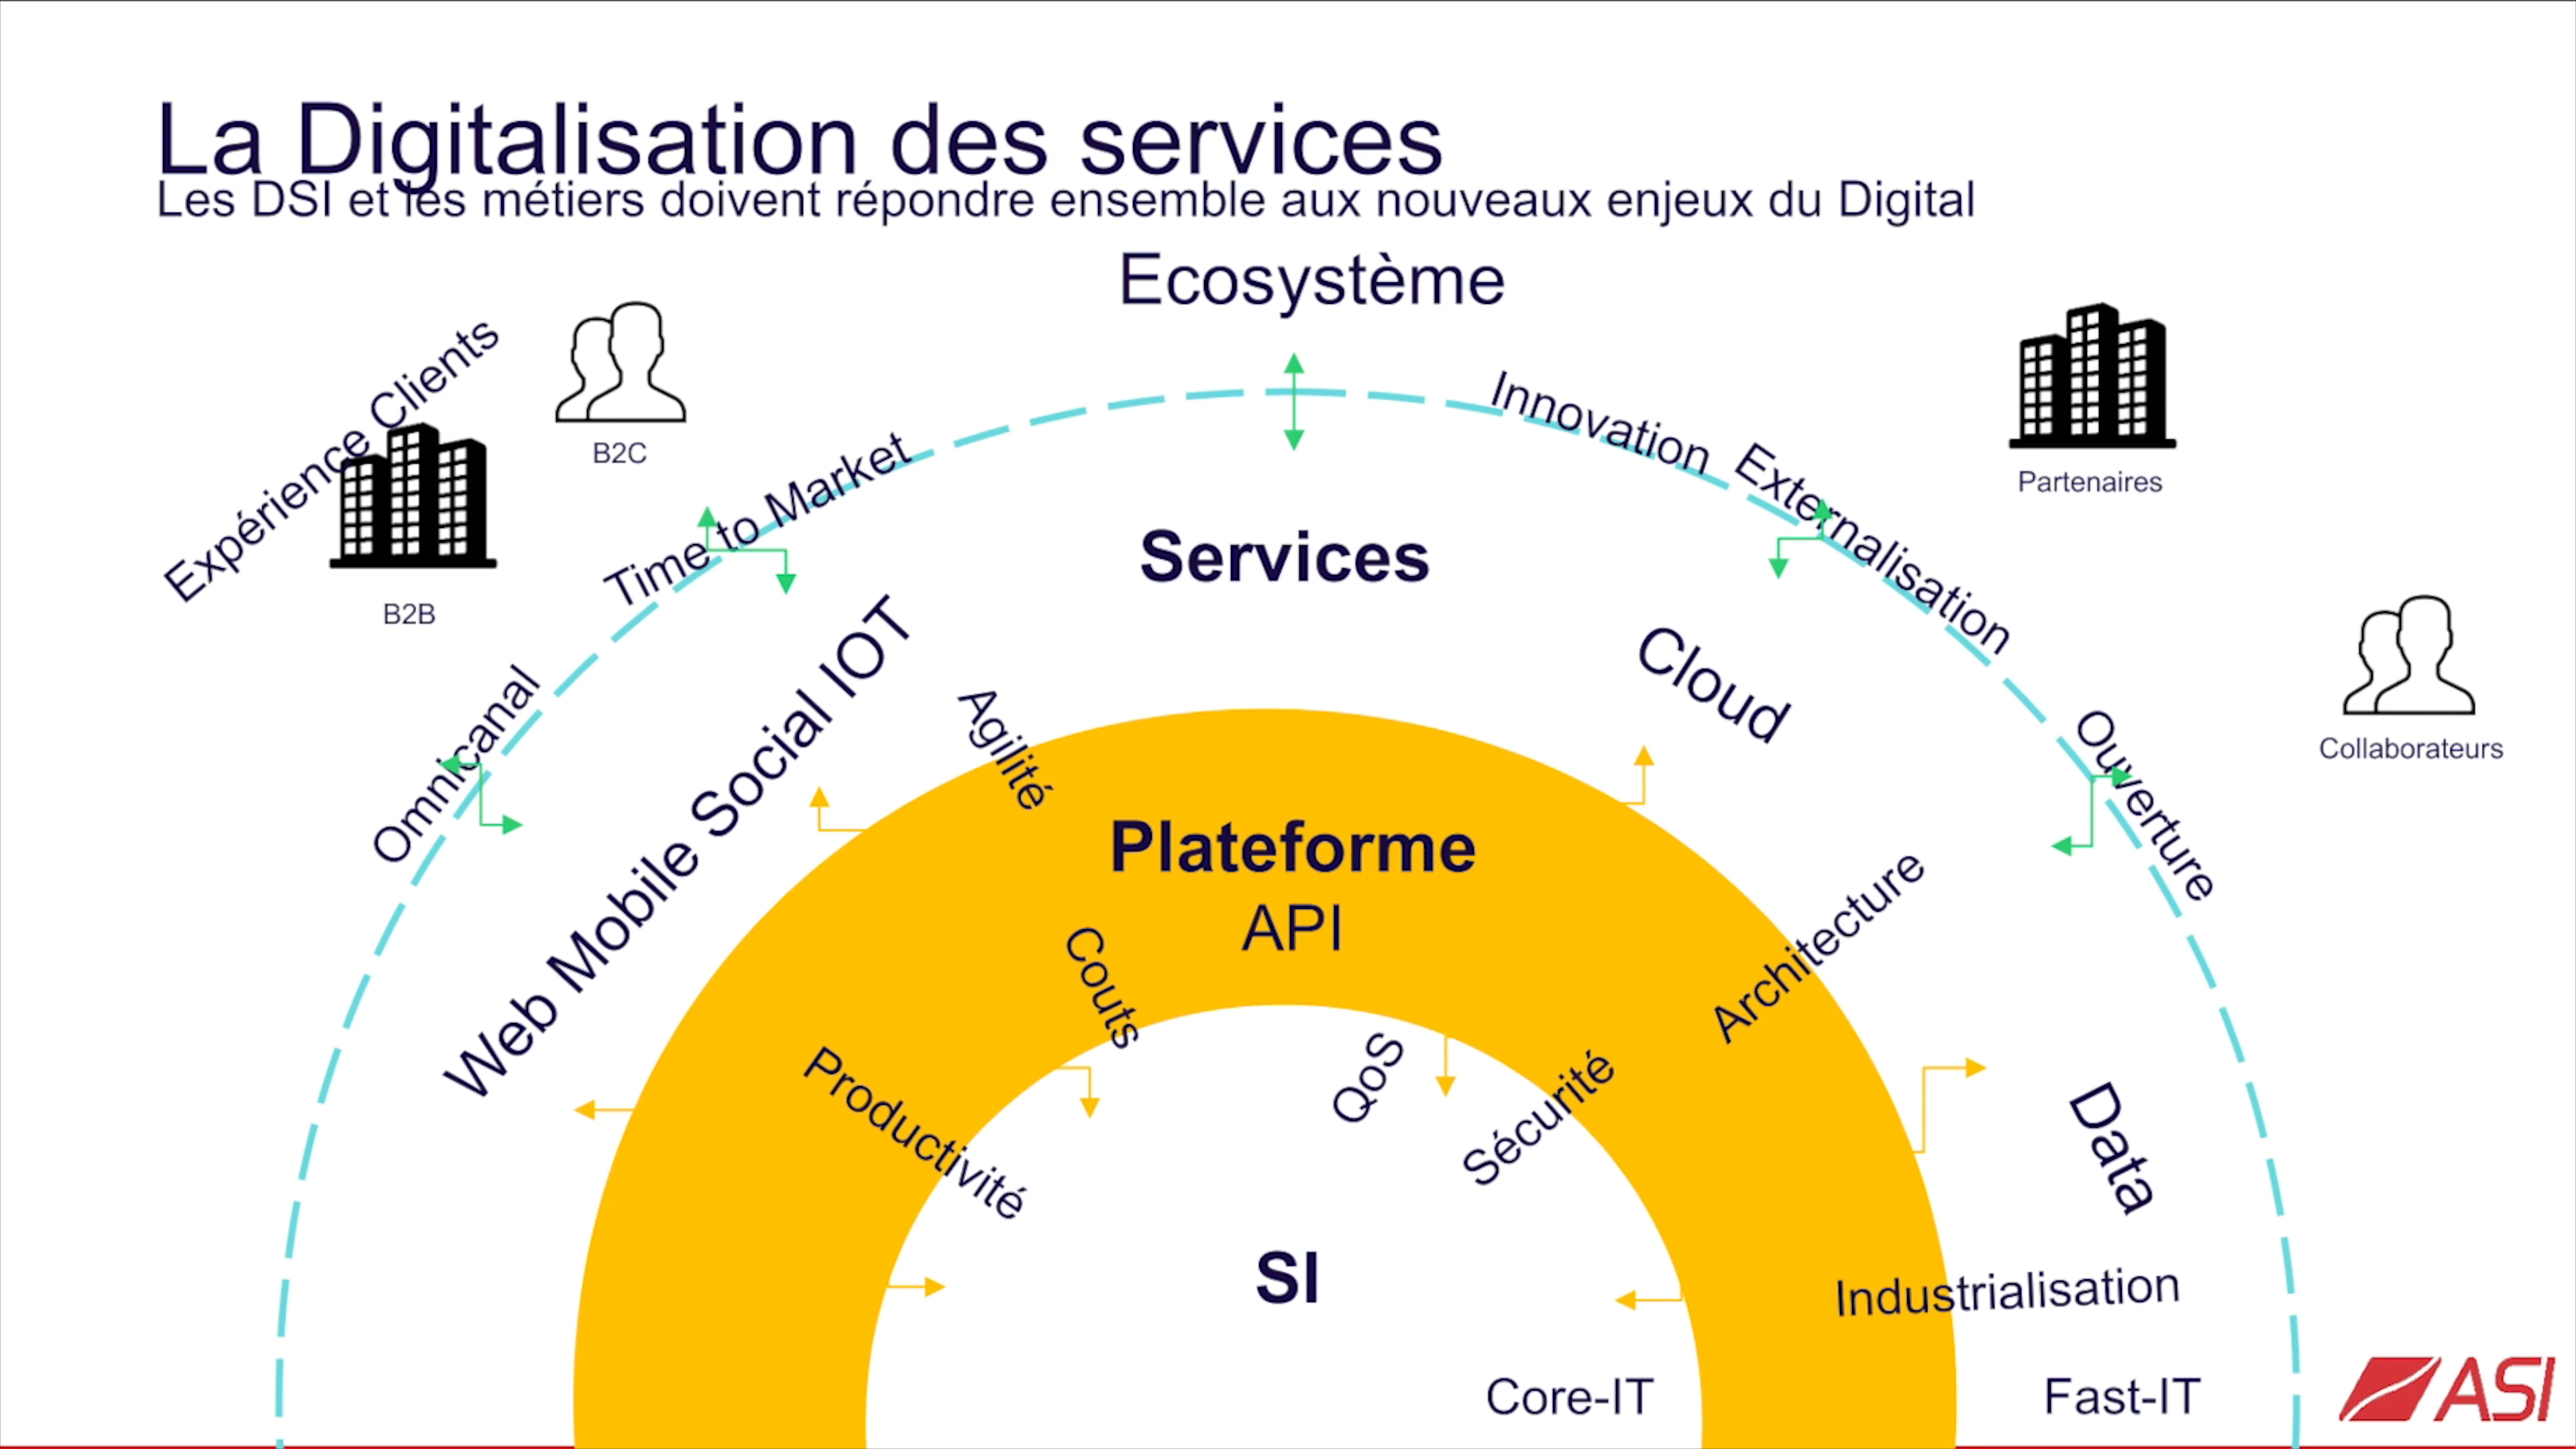 La Digitalisation des services
Les DSI et les métiers doivent répondre ensemble aux nouveaux enjeux du Digital
Ecosystème
Expérience Clients
B2C
B2B
Partenaires
Collaborateurs
Time to Market
Innovation
Externalisation
Omnicanal
Ouverture
Services
Web Mobile Social IOT
Cloud
Agilité
Plateforme
API
Architecture
Couts
Productivité
QoS
Sécurité
Data
SI
Industrialisation
Core-IT
Fast-IT
ASI